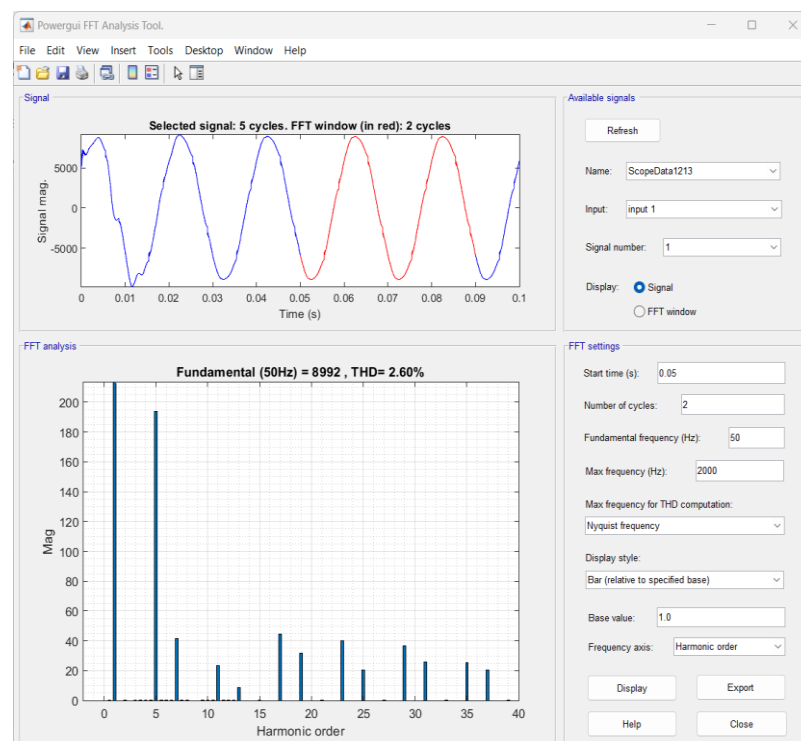 Powergui FFT Analysis Tool.
File Edit View Insert Tools Desktop Window Help
Signal
Selected signal: 5 cycles. FFT window (in red): 2 cycles
5000
0
-5000
Signal mag.
0 0.01 0.02 0.03 0.04 0.05 0.06 0.07 0.08 0.09 0.1
Time (s)
Available signals
Refresh
Name: ScopeData1213
Input: input 1
Signal number: 1
Display: Signal
FFT window
FFT analysis
Fundamental (50Hz) = 8992 , THD= 2.60%
200
180
160
140
120
100
80
60
40
20
0
Mag
0 5 10 15 20 25 30 35 40
Harmonic order
FFT settings
Start time (s): 0.05
Number of cycles: 2
Fundamental frequency (Hz): 50
Max frequency (Hz): 2000
Max frequency for THD computation:
Nyquist frequency
Display style:
Bar (relative to specified base)
Base value: 1.0
Frequency axis: Harmonic order
Display Export
Help Close